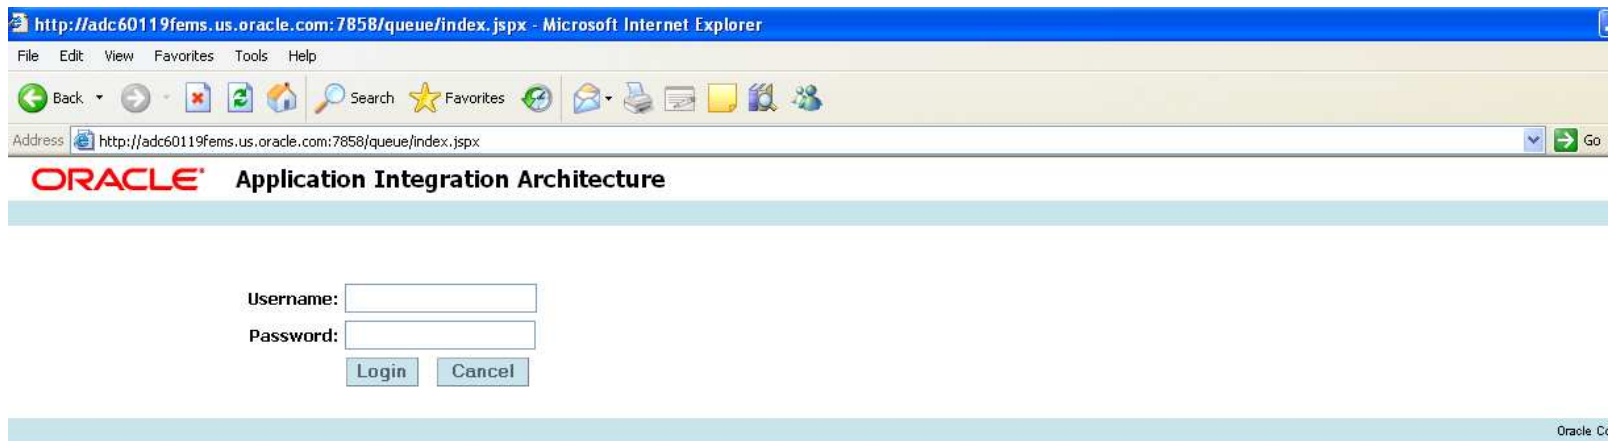 http://adc60119fems.us.oracle.com:7858/queue/index.jspx - Microsoft Internet Explorer
File Edit View Favorites Tools Help
Back Search Favorites
Address http://adc60119fems.us.oracle.com:7858/queue/index.jspx Go
ORACLE Application Integration Architecture
Username:
Password:
Login Cancel
Oracle Co